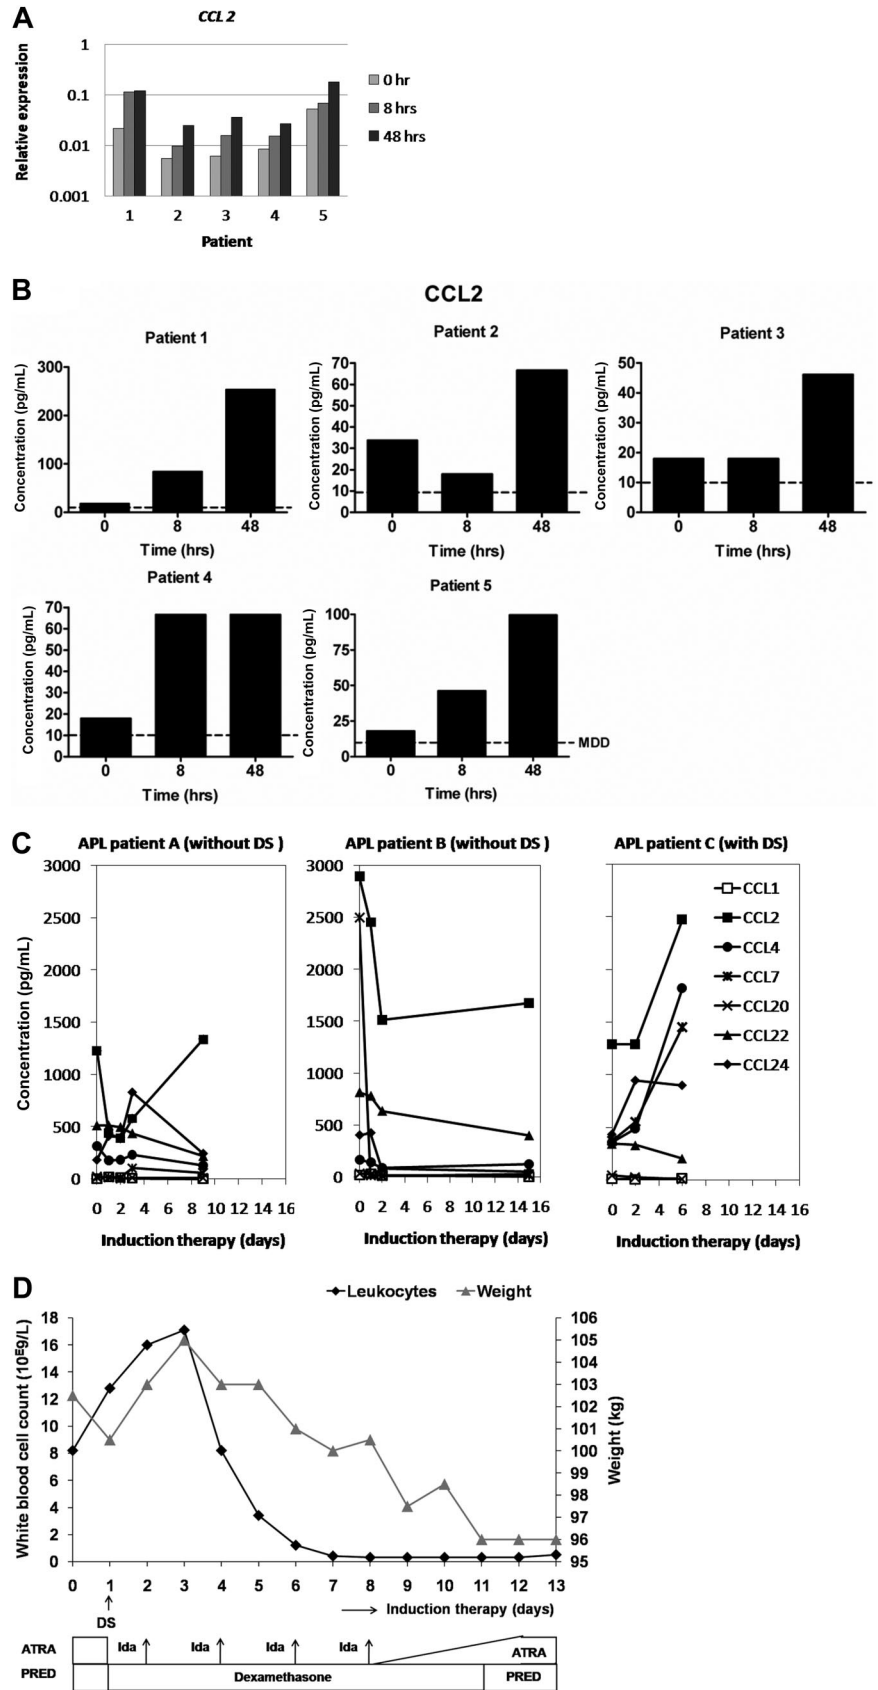 A
CCL 2
Relative expression
1
0.1
0.01
0.001
0 hr
8 hrs
48 hrs
1 2 3 4 5
Patient
B
CCL2
Patient 1
Concentration (pg/mL)
300
200
100
0
0 8 48
Time (hrs)
Patient 2
Concentration (pg/mL)
70
60
50
40
30
20
10
0
0 8 48
Time (hrs)
Patient 3
Concentration (pg/mL)
50
40
30
20
10
0
0 8 48
Time (hrs)
Patient 4
Concentration (pg/mL)
70
60
50
40
30
20
10
0
0 8 48
Time (hrs)
Patient 5
Concentration (pg/mL)
100
75
50
25
0
MDD
0 8 48
Time (hrs)
C
APL patient A (without DS )
Concentration (pg/mL)
3000
2500
2000
1500
1000
500
0
0 2 4 6 8 10 12 14 16
Induction therapy (days)
APL patient B (without DS )
3000
2500
2000
1500
1000
500
0
0 2 4 6 8 10 12 14 16
Induction therapy (days)
APL patient C (with DS)
CCL1
CCL2
CCL4
CCL7
CCL20
CCL22
CCL24
0 2 4 6 8 10 12 14 16
Induction therapy (days)
D
Leukocytes Weight
White blood cell count (10ᴱ9/L)
18
16
14
12
10
8
6
4
2
0
106
105
104
103
102
101
100
99
98
97
96
95
Weight (kg)
0 1 2 3 4 5 6 7 8 9 10 11 12 13
↑ DS
→ Induction therapy (days)
ATRA Ida ↑ Ida ↑ Ida ↑ Ida ↑ ATRA
PRED Dexamethasone PRED